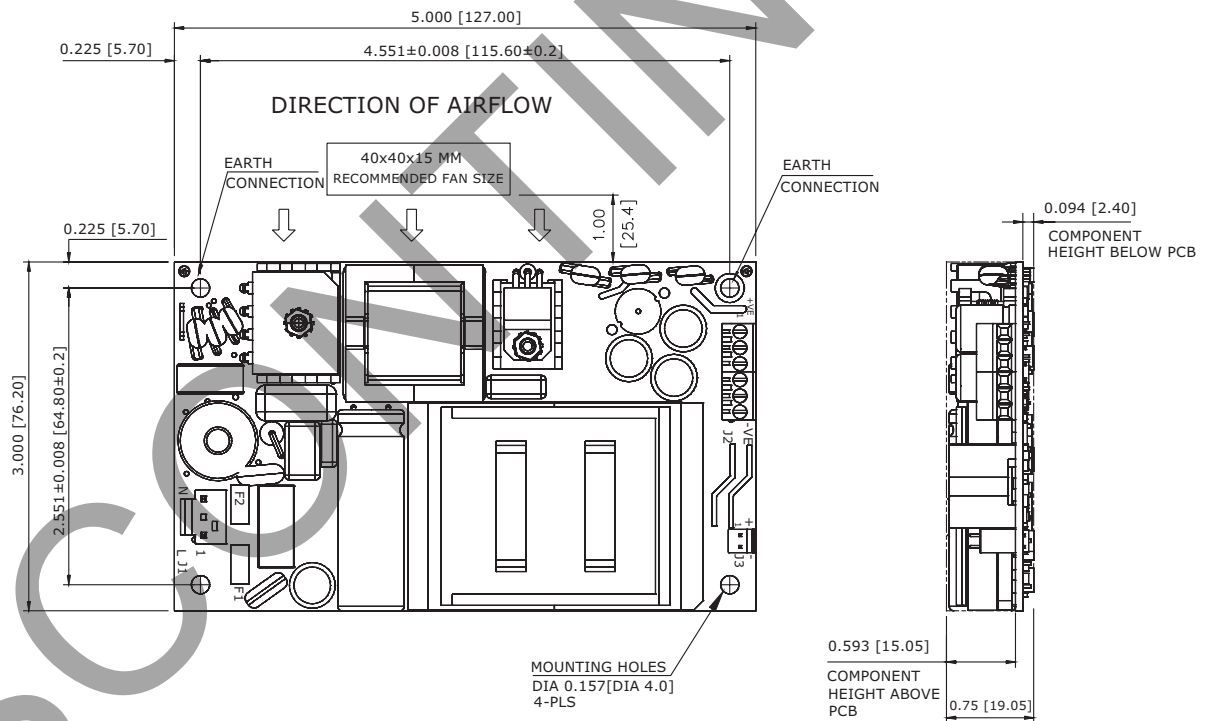 5.000 [127.00]
0.225 [5.70]
4.551±0.008 [115.60±0.2]
DIRECTION OF AIRFLOW
40x40x15 MM
RECOMMENDED FAN SIZE
EARTH
CONNECTION
EARTH
CONNECTION
1.00
[25.4]
0.225 [5.70]
0.094 [2.40]
COMPONENT
HEIGHT BELOW PCB
3.000 [76.20]
2.551±0.008 [64.80±0.2]
+VE
1
-VE
J2
N
F2
1
L
J1
F1
+
1
-
J3
MOUNTING HOLES
DIA 0.157[DIA 4.0]
4-PLS
0.593 [15.05]
COMPONENT
HEIGHT ABOVE
PCB
0.75 [19.05]
SCONTIN